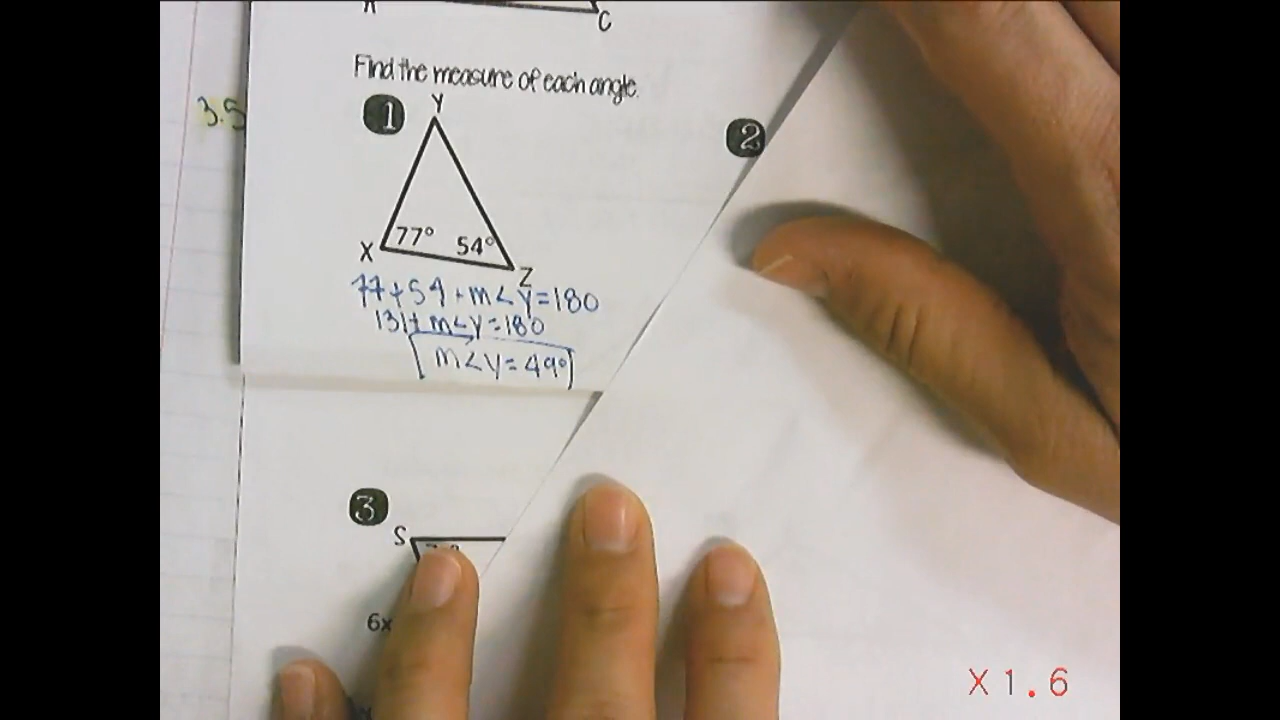 C
Find the measure of each angle.
3.5
1
Y
2
77° 54°
X
Z
77+54+m<y=180
131+m<y=180
m<y=49°
3
S
6x
X1.6